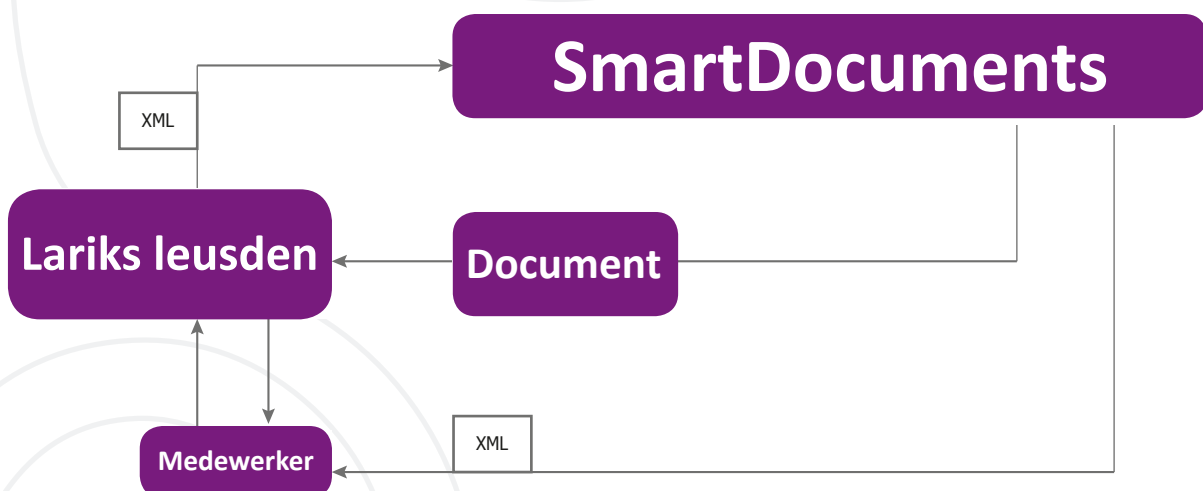 SmartDocuments
XML
Lariks leusden
Document
XML
Medewerker